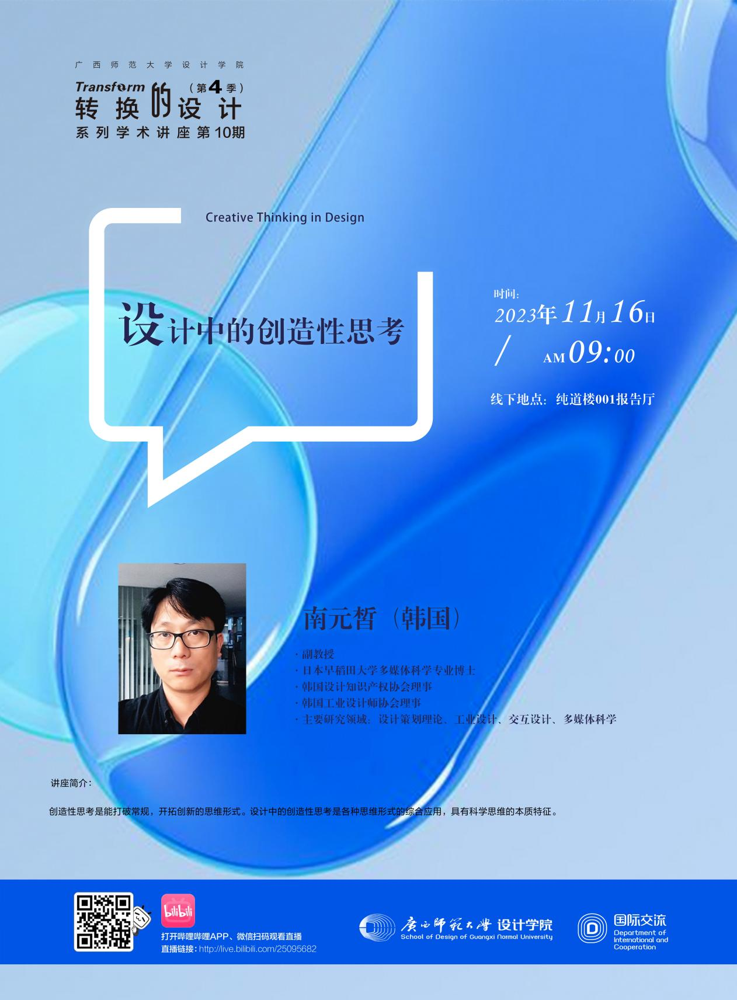 广西师范大学设计学院
Transform 的（第4季）
转换 设计
系列学术讲座第10期
Creative Thinking in Design
设计中的创造性思考
时间：
2023年11月16日
/ AM09:00
线下地点：纯道楼001报告厅
南元皙（韩国）
·副教授
·日本早稻田大学多媒体科学专业博士
·韩国设计知识产权协会理事
·韩国工业设计师协会理事
·主要研究领域：设计策划理论、工业设计、交互设计、多媒体科学
讲座简介：
创造性思考是能打破常规，开拓创新的思维形式。设计中的创造性思考是各种思维形式的综合应用，具有科学思维的本质特征。
bilibili
打开哔哩哔哩APP、微信扫码观看直播
直播链接：http://live.bilibili.com/25095682
廣西師範大學 设计学院
School of Design of Guangxi Normal University
D
国际交流
Department of
International and
Cooperation